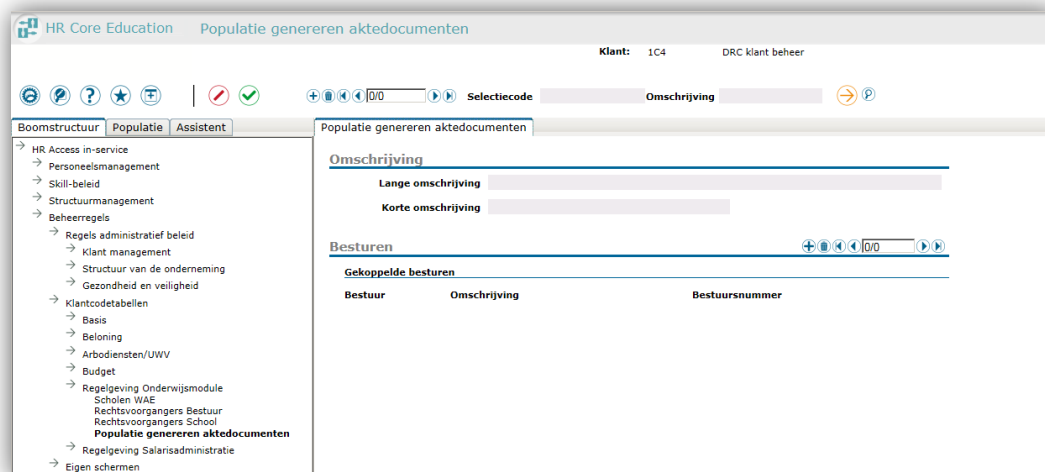 HR Core Education Populatie genereren aktedocumenten
Klant: 1C4 DRC klant beheer
0/0 Selectiecode Omschrijving
Boomstructuur Populatie Assistent Populatie genereren aktedocumenten
HR Access in-service
Personeelsmanagement
Skill-beleid
Structuurmanagement
Beheerregels
Regels administratief beleid
Klant management
Structuur van de onderneming
Gezondheid en veiligheid
Klantcodetabellen
Basis
Beloning
Arbodiensten/UWV
Budget
Regelgeving Onderwijsmodule
Scholen WAE
Rechtsvoorgangers Bestuur
Rechtsvoorgangers School
Populatie genereren aktedocumenten
Regelgeving Salarisadministratie
Eigen schermen
Omschrijving
Lange omschrijving
Korte omschrijving
Besturen 0/0
Gekoppelde besturen
Bestuur Omschrijving Bestuursnummer